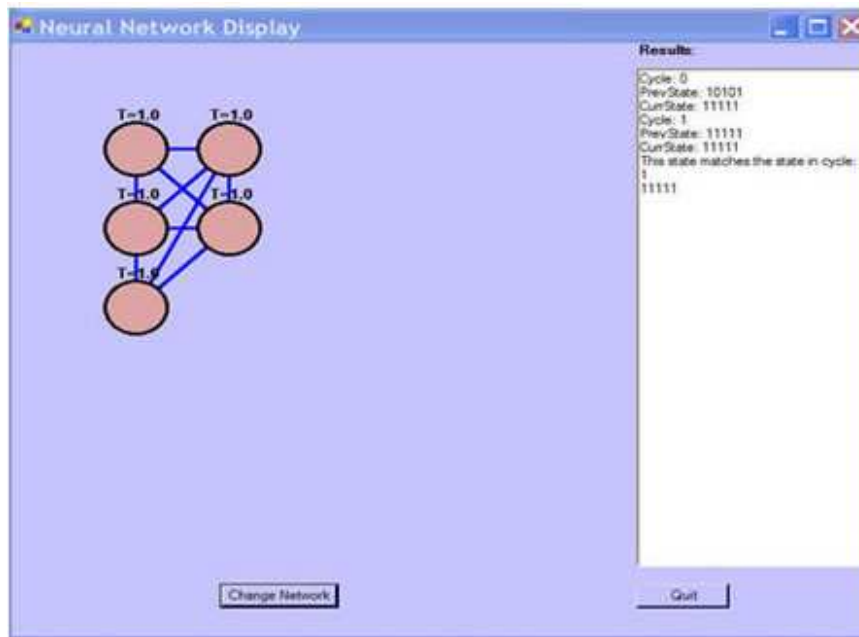 Neural Network Display
Results:
Cycle: 0
PrevState: 10101
CurrState: 11111
Cycle: 1
PrevState: 11111
CurrState: 11111
This state matches the state in cycle:
1
11111
T=1.0 T=1.0
T=1.0 T=1.0
T=1.0
Change Network
Quit